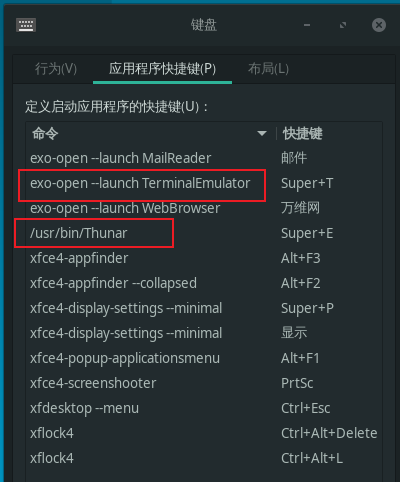 键盘
行为(V) 应用程序快捷键(P) 布局(L)
定义启动应用程序的快捷键(U)：
命令 快捷键
exo-open --launch MailReader 邮件
exo-open --launch TerminalEmulator Super+T
exo-open --launch WebBrowser 万维网
/usr/bin/Thunar Super+E
xfce4-appfinder Alt+F3
xfce4-appfinder --collapsed Alt+F2
xfce4-display-settings --minimal Super+P
xfce4-display-settings --minimal 显示
xfce4-popup-applicationsmenu Alt+F1
xfce4-screenshooter PrtSc
xfdesktop --menu Ctrl+Esc
xflock4 Ctrl+Alt+Delete
xflock4 Ctrl+Alt+L